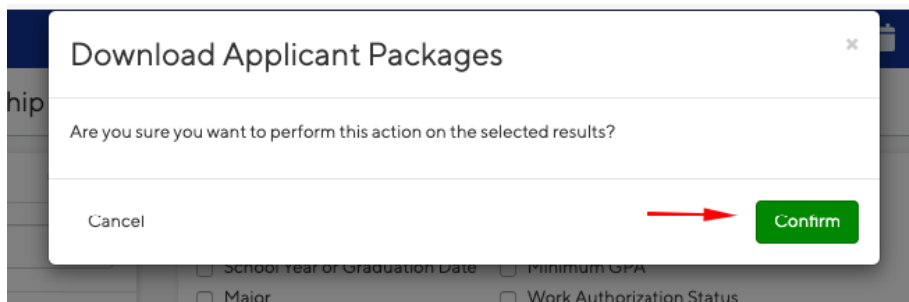 Download Applicant Packages
×
hip
Are you sure you want to perform this action on the selected results?
Cancel
Confirm
School Year or Graduation Date
Minimum GPA
Major
Work Authorization Status